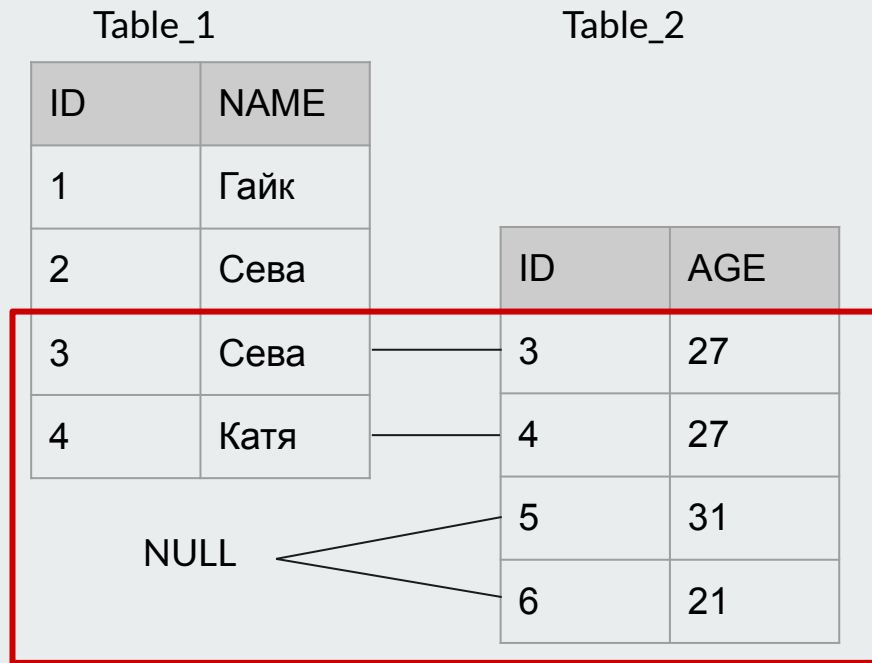 Table_1 Table_2
ID NAME
1 Гайк
2 Сева ID AGE
3 Сева 3 27
4 Катя 4 27
5 31
NULL
6 21